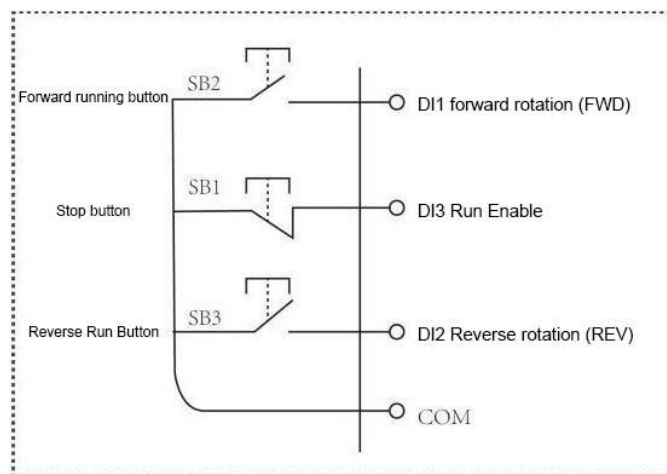 Forward running button
SB2
DI1 forward rotation (FWD)
Stop button
SB1
DI3 Run Enable
Reverse Run Button
SB3
DI2 Reverse rotation (REV)
COM